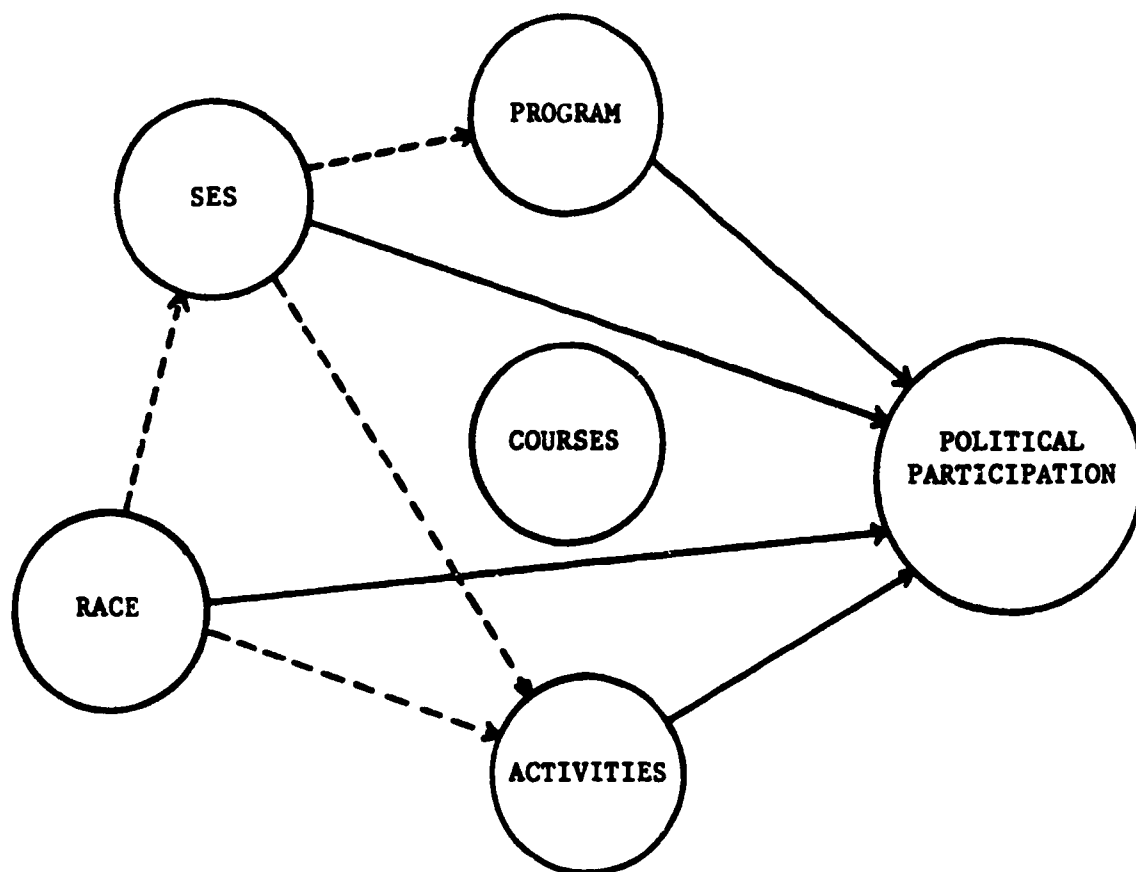 PROGRAM
SES
COURSES
POLITICAL
PARTICIPATION
RACE
ACTIVITIES